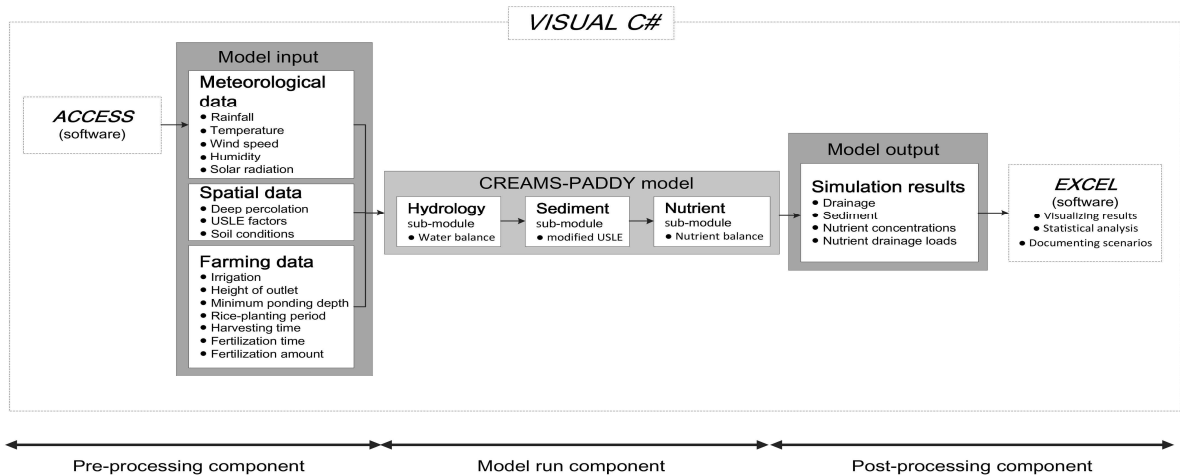 VISUAL C#
ACCESS
(software)
Model input
Meteorological
data
● Rainfall
● Temperature
● Wind speed
● Humidity
● Solar radiation
Spatial data
● Deep percolation
● USLE factors
● Soil conditions
Farming data
● Irrigation
● Height of outlet
● Minimum ponding depth
● Rice-planting period
● Harvesting time
● Fertilization time
● Fertilization amount
CREAMS-PADDY model
Hydrology
sub-module
● Water balance
Sediment
sub-module
● modified USLE
Nutrient
sub-module
● Nutrient balance
Model output
Simulation results
● Drainage
● Sediment
● Nutrient concentrations
● Nutrient drainage loads
EXCEL
(software)
● Visualizing results
● Statistical analysis
● Documenting scenarios
Pre-processing component
Model run component
Post-processing component